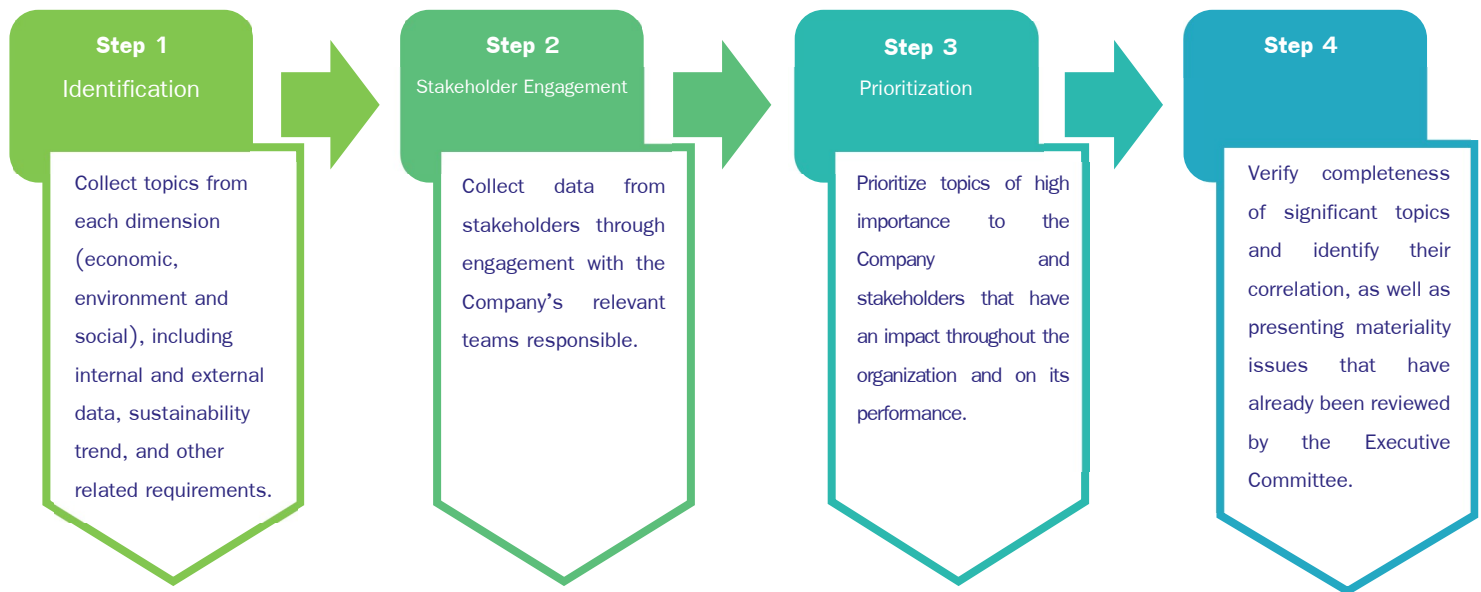 Step 1
Identification
Collect topics from
each dimension
(economic,
environment and
social), including
internal and external
data, sustainability
trend, and other
related requirements.
Step 2
Stakeholder Engagement
Collect data from
stakeholders through
engagement with the
Company's relevant
teams responsible.
Step 3
Prioritization
Prioritize topics of high
importance to the
Company and
stakeholders that have
an impact throughout the
organization and on its
performance.
Step 4
Verify completeness
of significant topics
and identify their
correlation, as well as
presenting materiality
issues that have
already been reviewed
by the Executive
Committee.